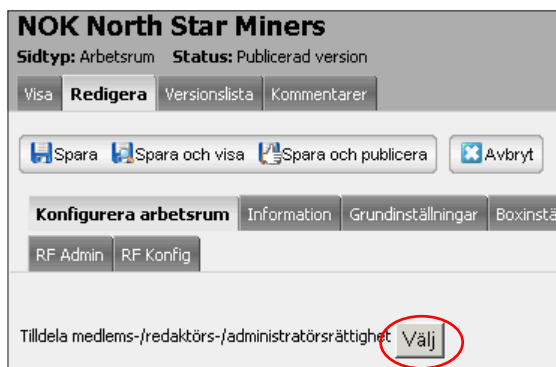 NOK North Star Miners
Sidtyp: Arbetsrum Status: Publicerad version
Visa Redigera Versionslista Kommentarer
Spara Spara och visa Spara och publicera Avbryt
Konfigurera arbetsrum Information Grundinställningar Boxinstä
RF Admin RF Konfig
Tilldela medlems-/redaktörs-/administratörsrättighet Välj